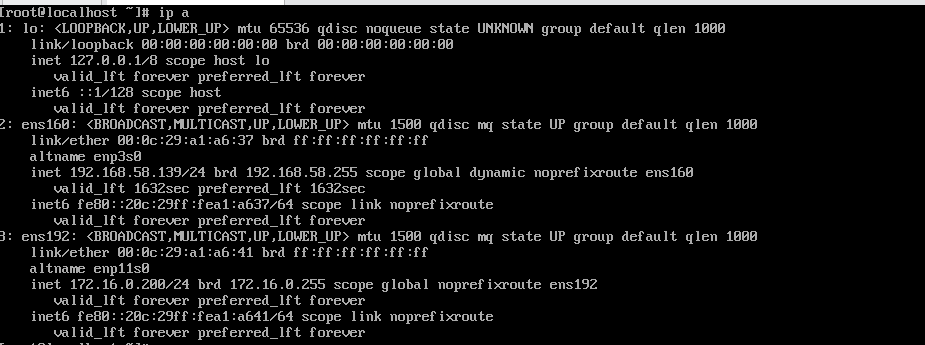 [root@localhost ~]# ip a
1: lo: <LOOPBACK,UP,LOWER_UP> mtu 65536 qdisc noqueue state UNKNOWN group default qlen 1000
    link/loopback 00:00:00:00:00:00 brd 00:00:00:00:00:00
    inet 127.0.0.1/8 scope host lo
       valid_lft forever preferred_lft forever
    inet6 ::1/128 scope host
       valid_lft forever preferred_lft forever
2: ens160: <BROADCAST,MULTICAST,UP,LOWER_UP> mtu 1500 qdisc mq state UP group default qlen 1000
    link/ether 00:0c:29:a1:a6:37 brd ff:ff:ff:ff:ff:ff
    altname enp3s0
    inet 192.168.58.139/24 brd 192.168.58.255 scope global dynamic noprefixroute ens160
       valid_lft 1632sec preferred_lft 1632sec
    inet6 fe80::20c:29ff:fea1:a637/64 scope link noprefixroute
       valid_lft forever preferred_lft forever
3: ens192: <BROADCAST,MULTICAST,UP,LOWER_UP> mtu 1500 qdisc mq state UP group default qlen 1000
    link/ether 00:0c:29:a1:a6:41 brd ff:ff:ff:ff:ff:ff
    altname enp11s0
    inet 172.16.0.200/24 brd 172.16.0.255 scope global noprefixroute ens192
       valid_lft forever preferred_lft forever
    inet6 fe80::20c:29ff:fea1:a641/64 scope link noprefixroute
       valid_lft forever preferred_lft forever
[root@localhost ~]#